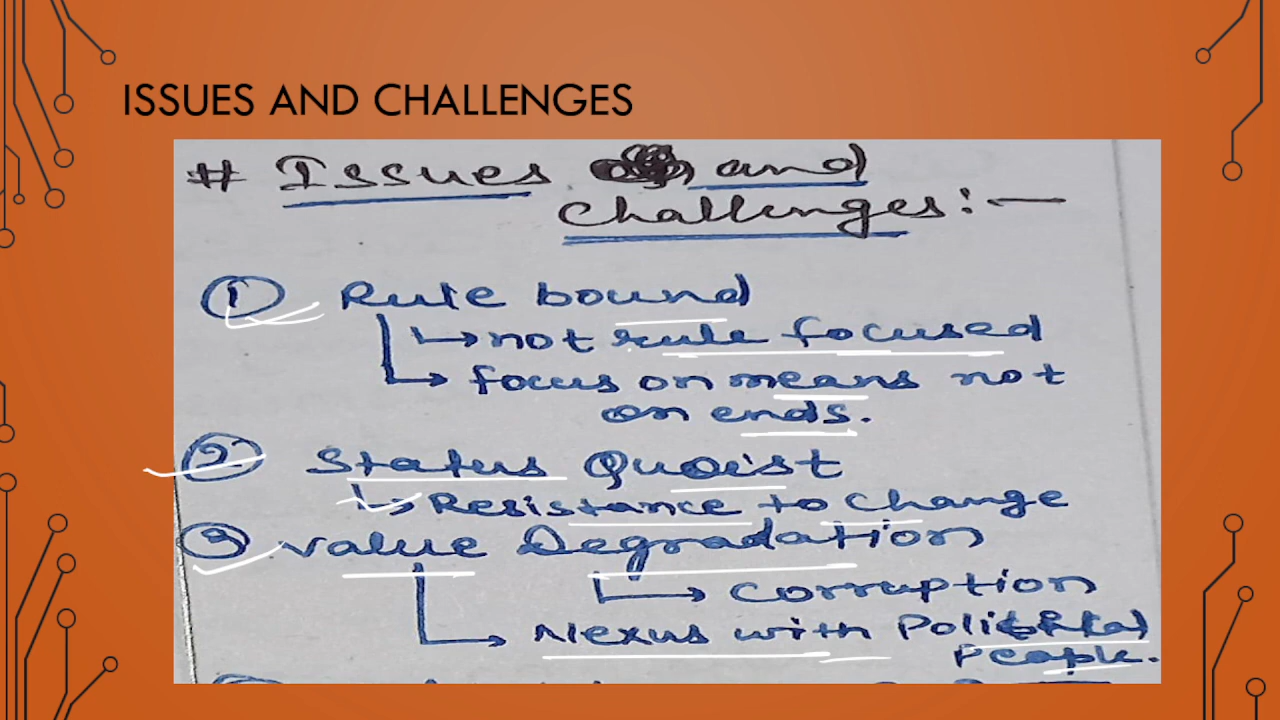 ISSUES AND CHALLENGES
# Issues and
challenges:-
① Rule bound
↳ not rule focused
↳ focus on means not
on ends.
② Status Quoist
↳ Resistance to change
③ value Degradation
↳ corruption
↳ Nexus with Political
People.